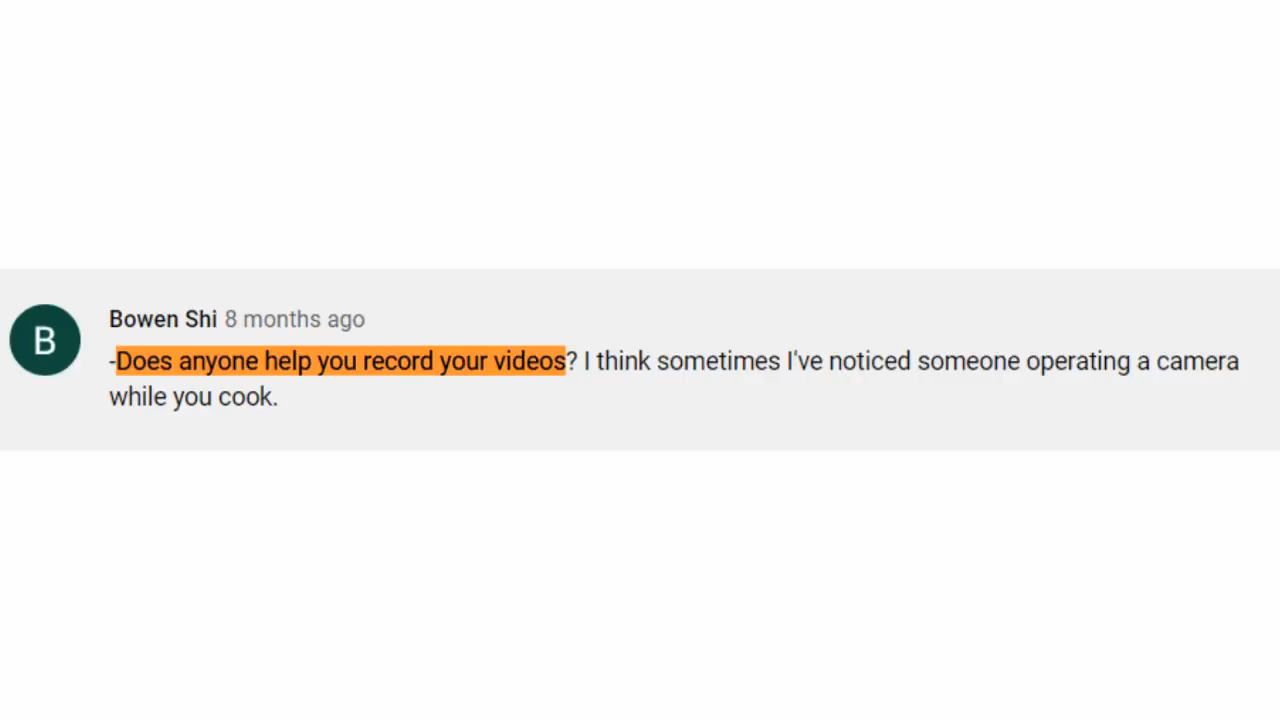 B
Bowen Shi 8 months ago
-Does anyone help you record your videos? I think sometimes I've noticed someone operating a camera
while you cook.